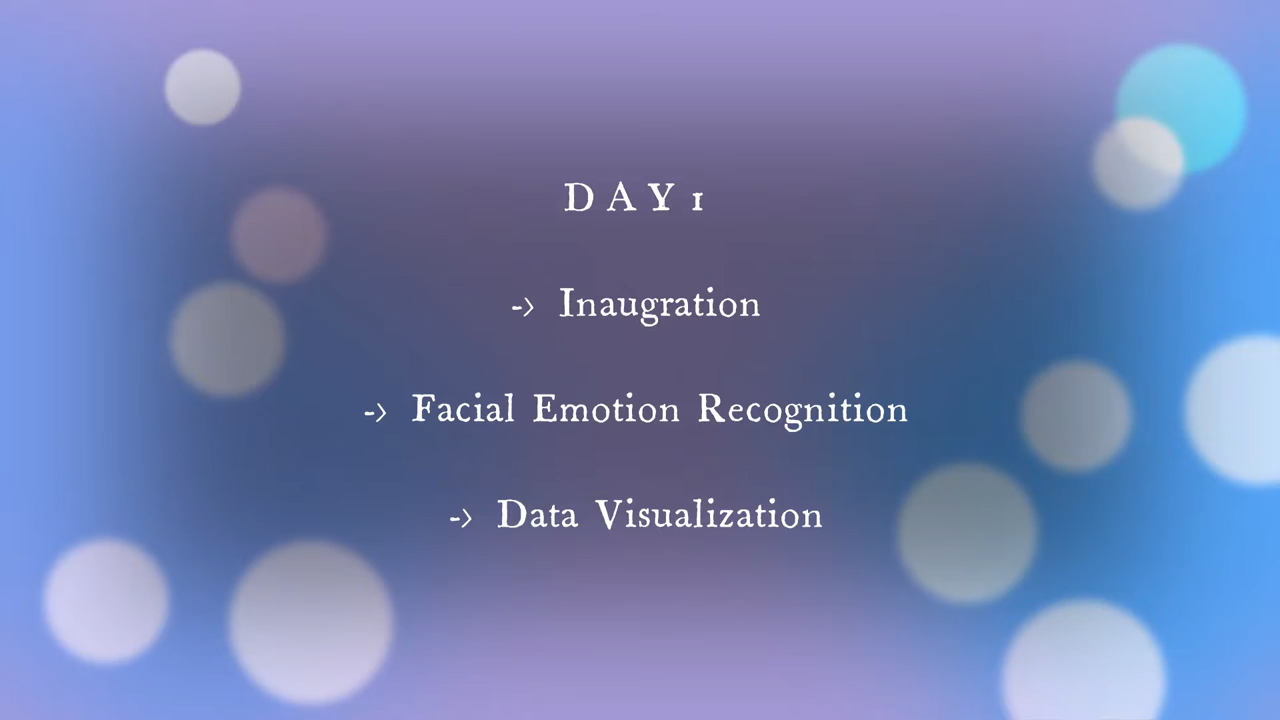 DAY 1
-> Inaugration
-> Facial Emotion Recognition
-> Data Visualization